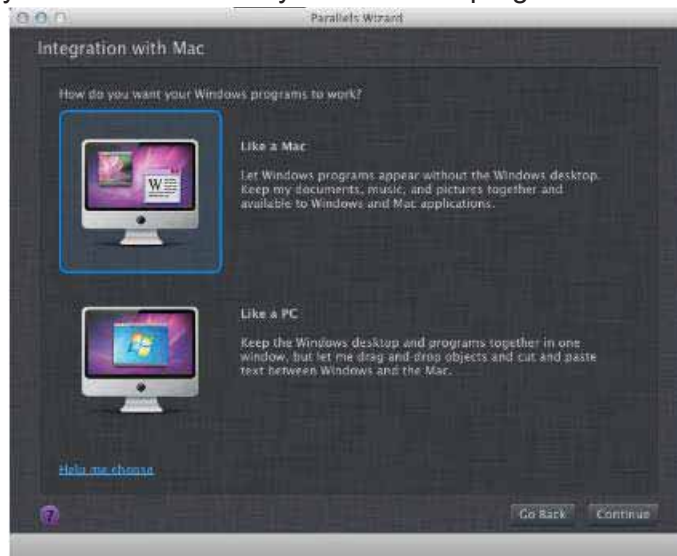 Parallels Wizard
Integration with Mac
How do you want your Windows programs to work?
Like a Mac
Let Windows programs appear without the Windows desktop.
Keep my documents, music, and pictures together and
available to Windows and Mac applications.
W
Like a PC
Keep the Windows desktop and programs together in one
window, but let me drag and drop objects and cut and paste
text between Windows and the Mac.
Help me choose
?
Go Back
Continue